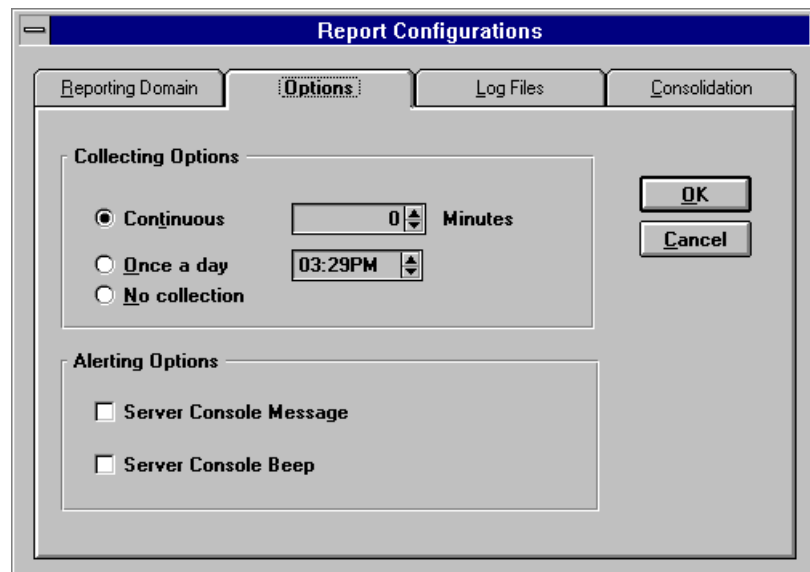 Report Configurations
Reporting Domain
Options
Log Files
Consolidation
Collecting Options
Continuous 0 Minutes
Once a day 03:29PM
No collection
OK
Cancel
Alerting Options
Server Console Message
Server Console Beep